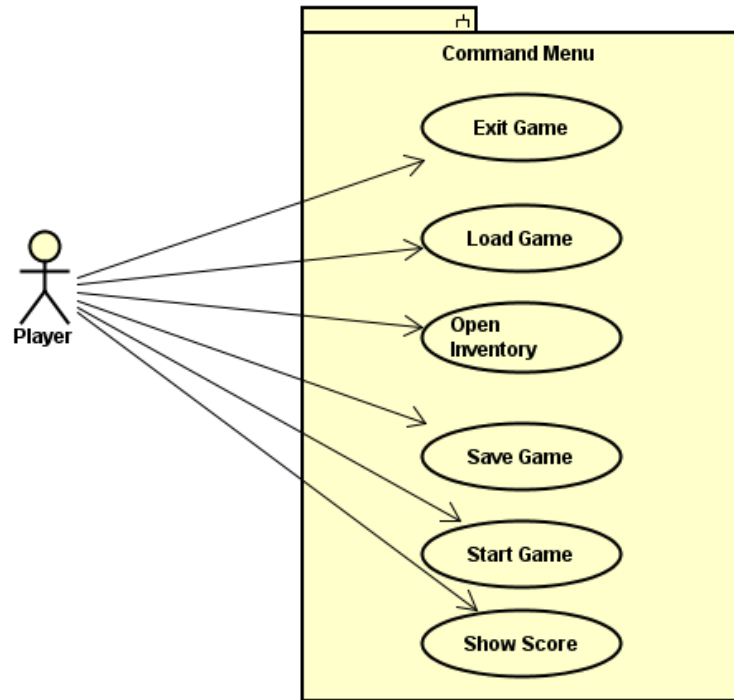 Command Menu
Exit Game
Load Game
Player
Open
Inventory
Save Game
Start Game
Show Score